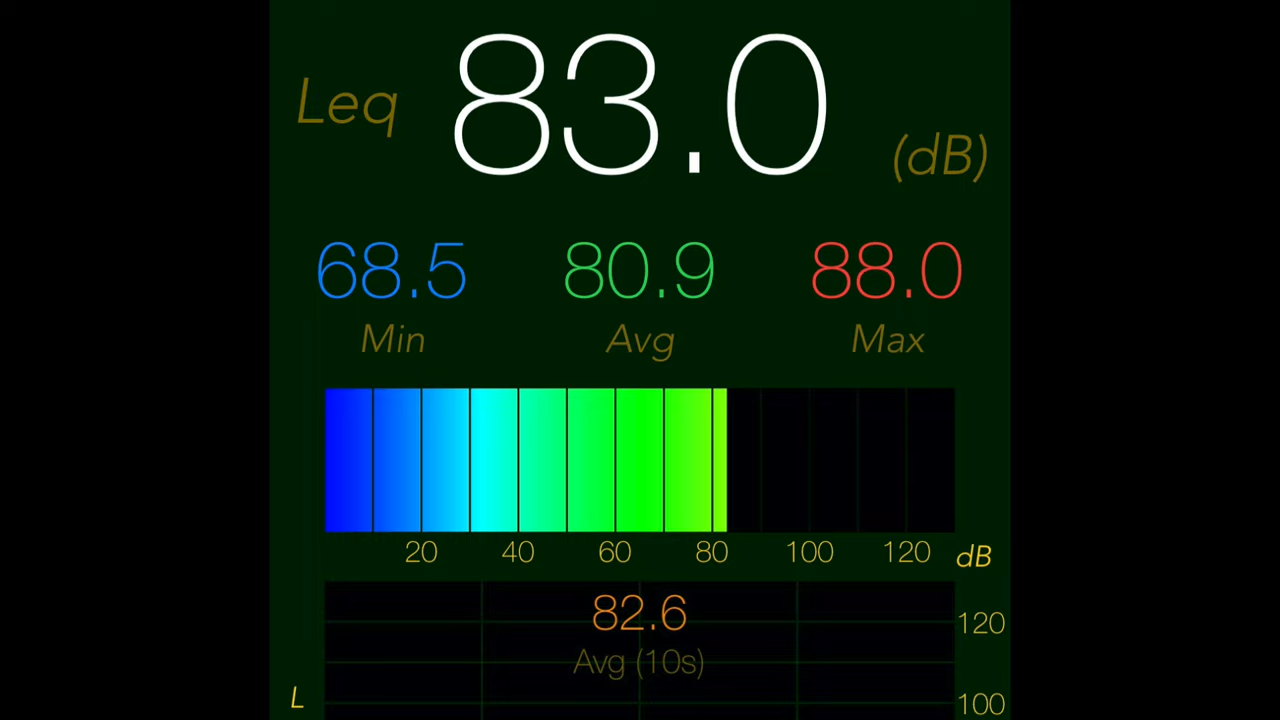 Leq 83.0 (dB)
68.5 80.9 88.0
Min Avg Max
20 40 60 80 100 120 dB
82.6
120
Avg (10s)
L 100